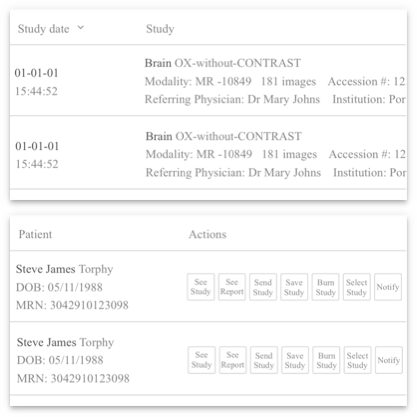 Study date Study
01-01-01
15:44:52
Brain OX-without-CONTRAST
Modality: MR -10849 181 images Accession #: 12
Referring Physician: Dr Mary Johns Institution: Por
01-01-01
15:44:52
Brain OX-without-CONTRAST
Modality: MR -10849 181 images Accession #: 12
Referring Physician: Dr Mary Johns Institution: Por
Patient Actions
Steve James Torphy
DOB: 05/11/1988
MRN: 3042910123098
See Study See Report Send Study Save Study Burn Study Select Study Notify
Steve James Torphy
DOB: 05/11/1988
MRN: 3042910123098
See Study See Report Send Study Save Study Burn Study Select Study Notify